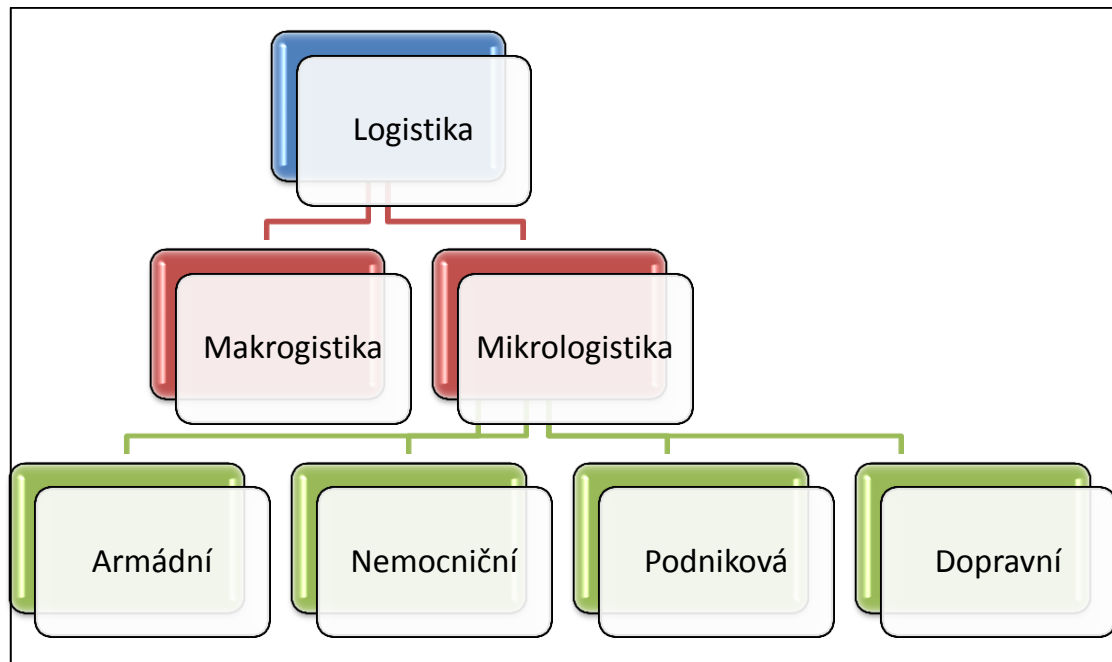 Logistika
Makrogistika
Mikrologistika
Armádní
Nemocniční
Podniková
Dopravní